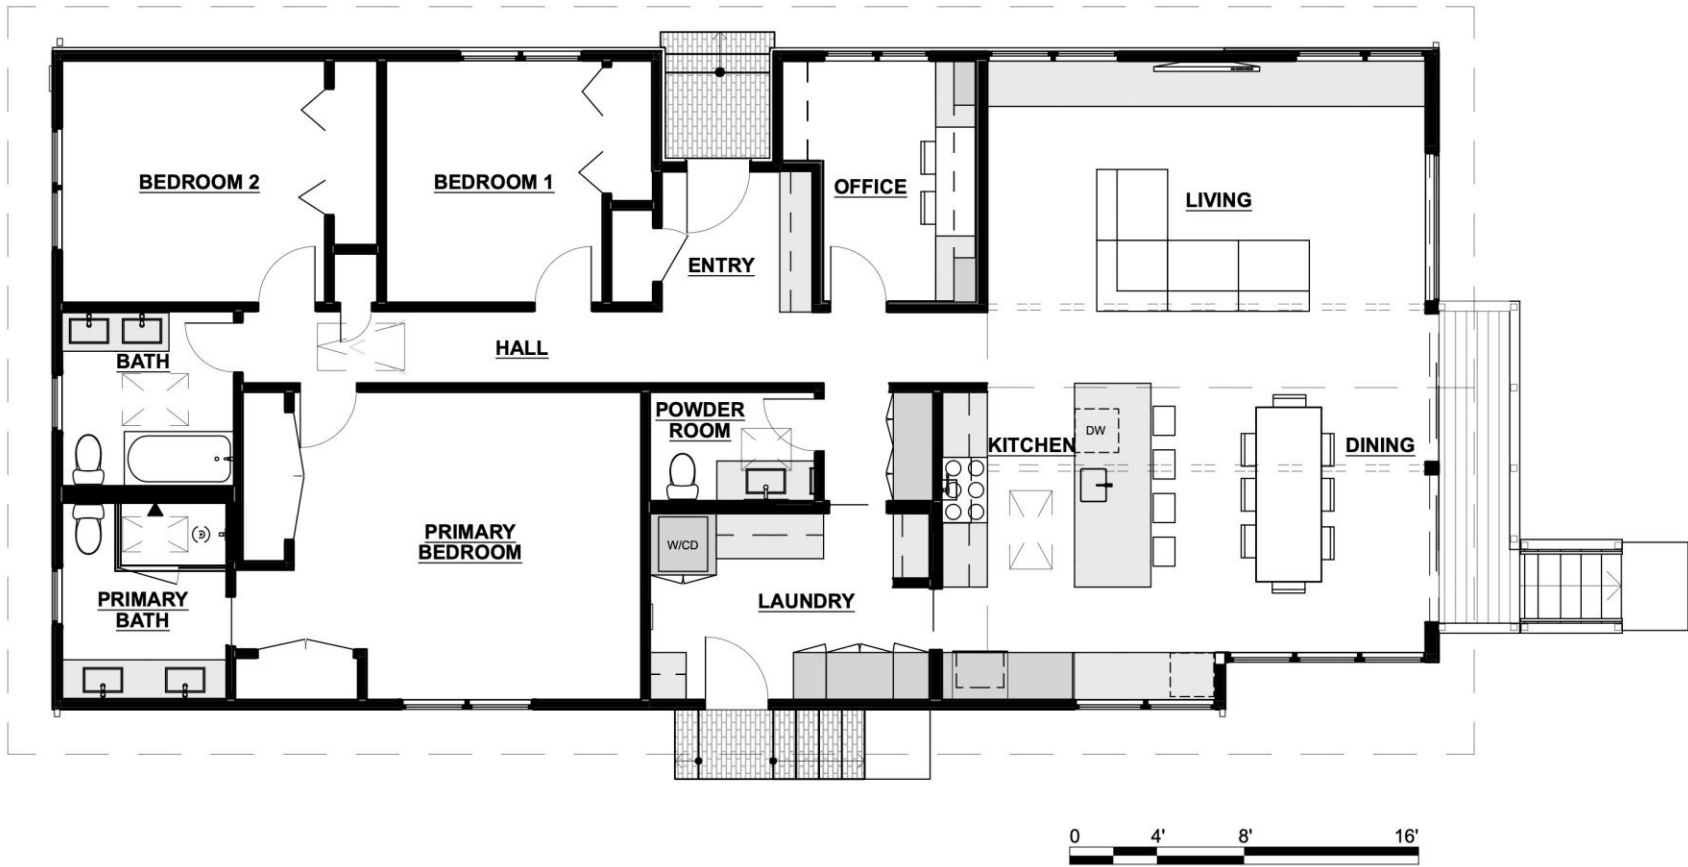 BEDROOM 2
BEDROOM 1
OFFICE
LIVING
ENTRY
HALL
BATH
POWDER
ROOM
DW
KITCHEN
DINING
PRIMARY
BEDROOM
W/CD
PRIMARY
BATH
LAUNDRY
0 4' 8' 16'